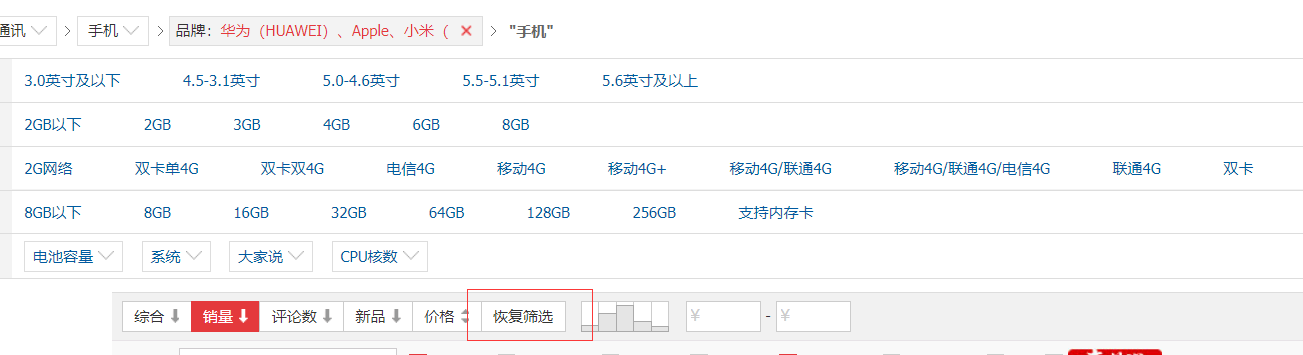 通讯 手机 品牌：华为（HUAWEI）、Apple、小米（ "手机"
3.0英寸及以下 4.5-3.1英寸 5.0-4.6英寸 5.5-5.1英寸 5.6英寸及以上
2GB以下 2GB 3GB 4GB 6GB 8GB
2G网络 双卡单4G 双卡双4G 电信4G 移动4G 移动4G+ 移动4G/联通4G 移动4G/联通4G/电信4G 联通4G 双卡
8GB以下 8GB 16GB 32GB 64GB 128GB 256GB 支持内存卡
电池容量 系统 大家说 CPU核数
综合 销量 评论数 新品 价格 恢复筛选 ¥ - ¥